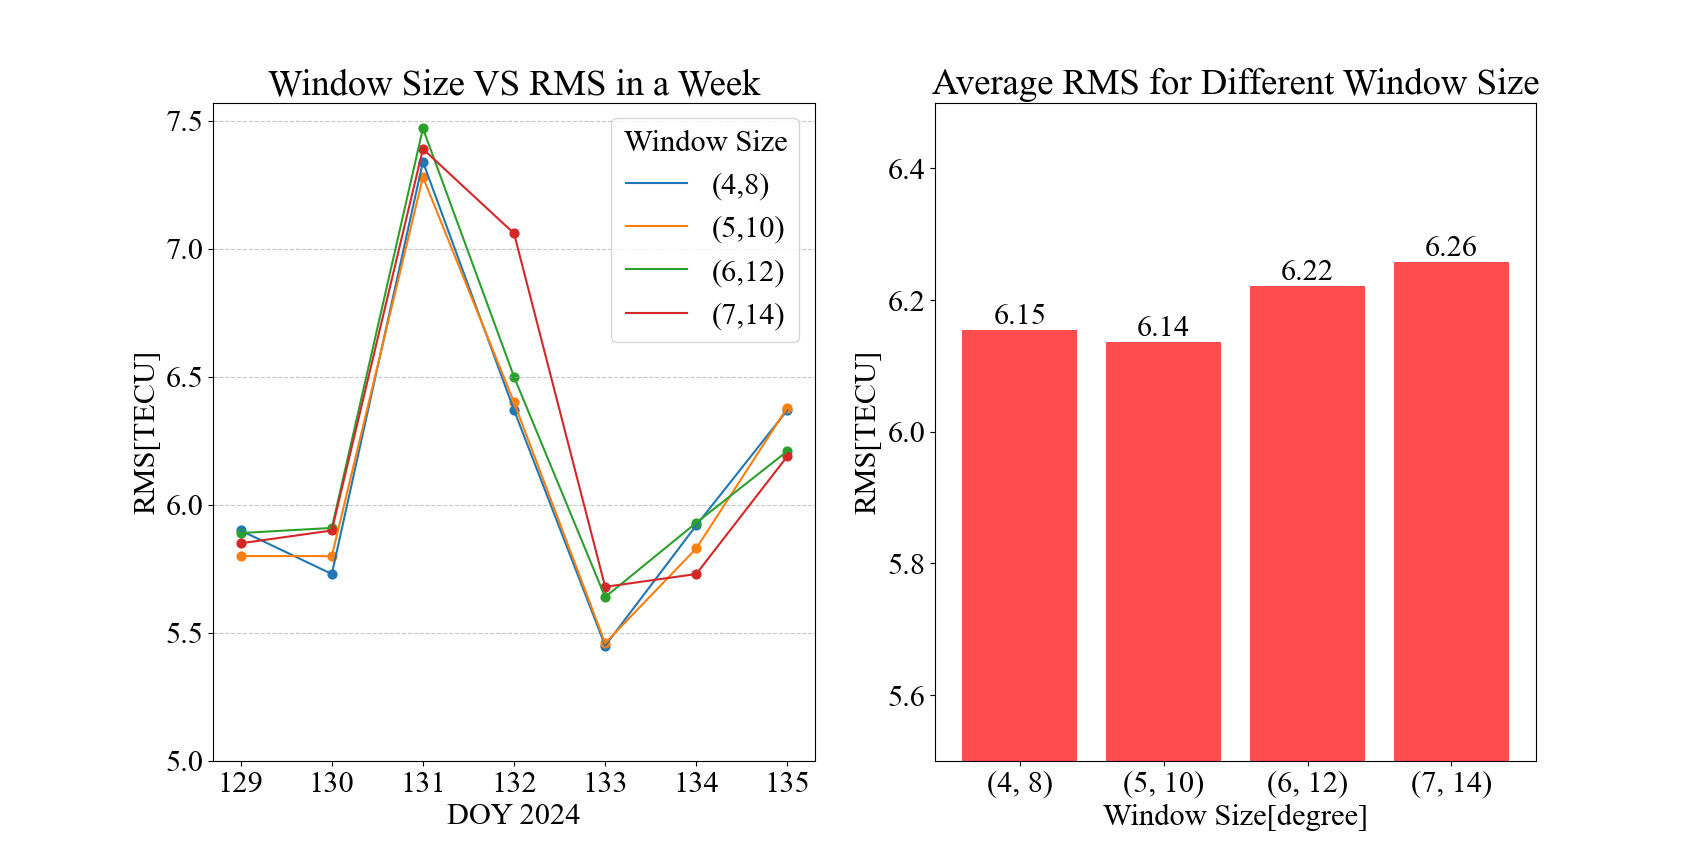 Window Size VS RMS in a Week
7.5
7.0
6.5
6.0
5.5
5.0
RMS[TECU]
Window Size
(4,8)
(5,10)
(6,12)
(7,14)
129 130 131 132 133 134 135
DOY 2024
Average RMS for Different Window Size
6.4
6.2
6.0
5.8
5.6
RMS[TECU]
6.15
6.14
6.22
6.26
(4, 8) (5, 10) (6, 12) (7, 14)
Window Size[degree]